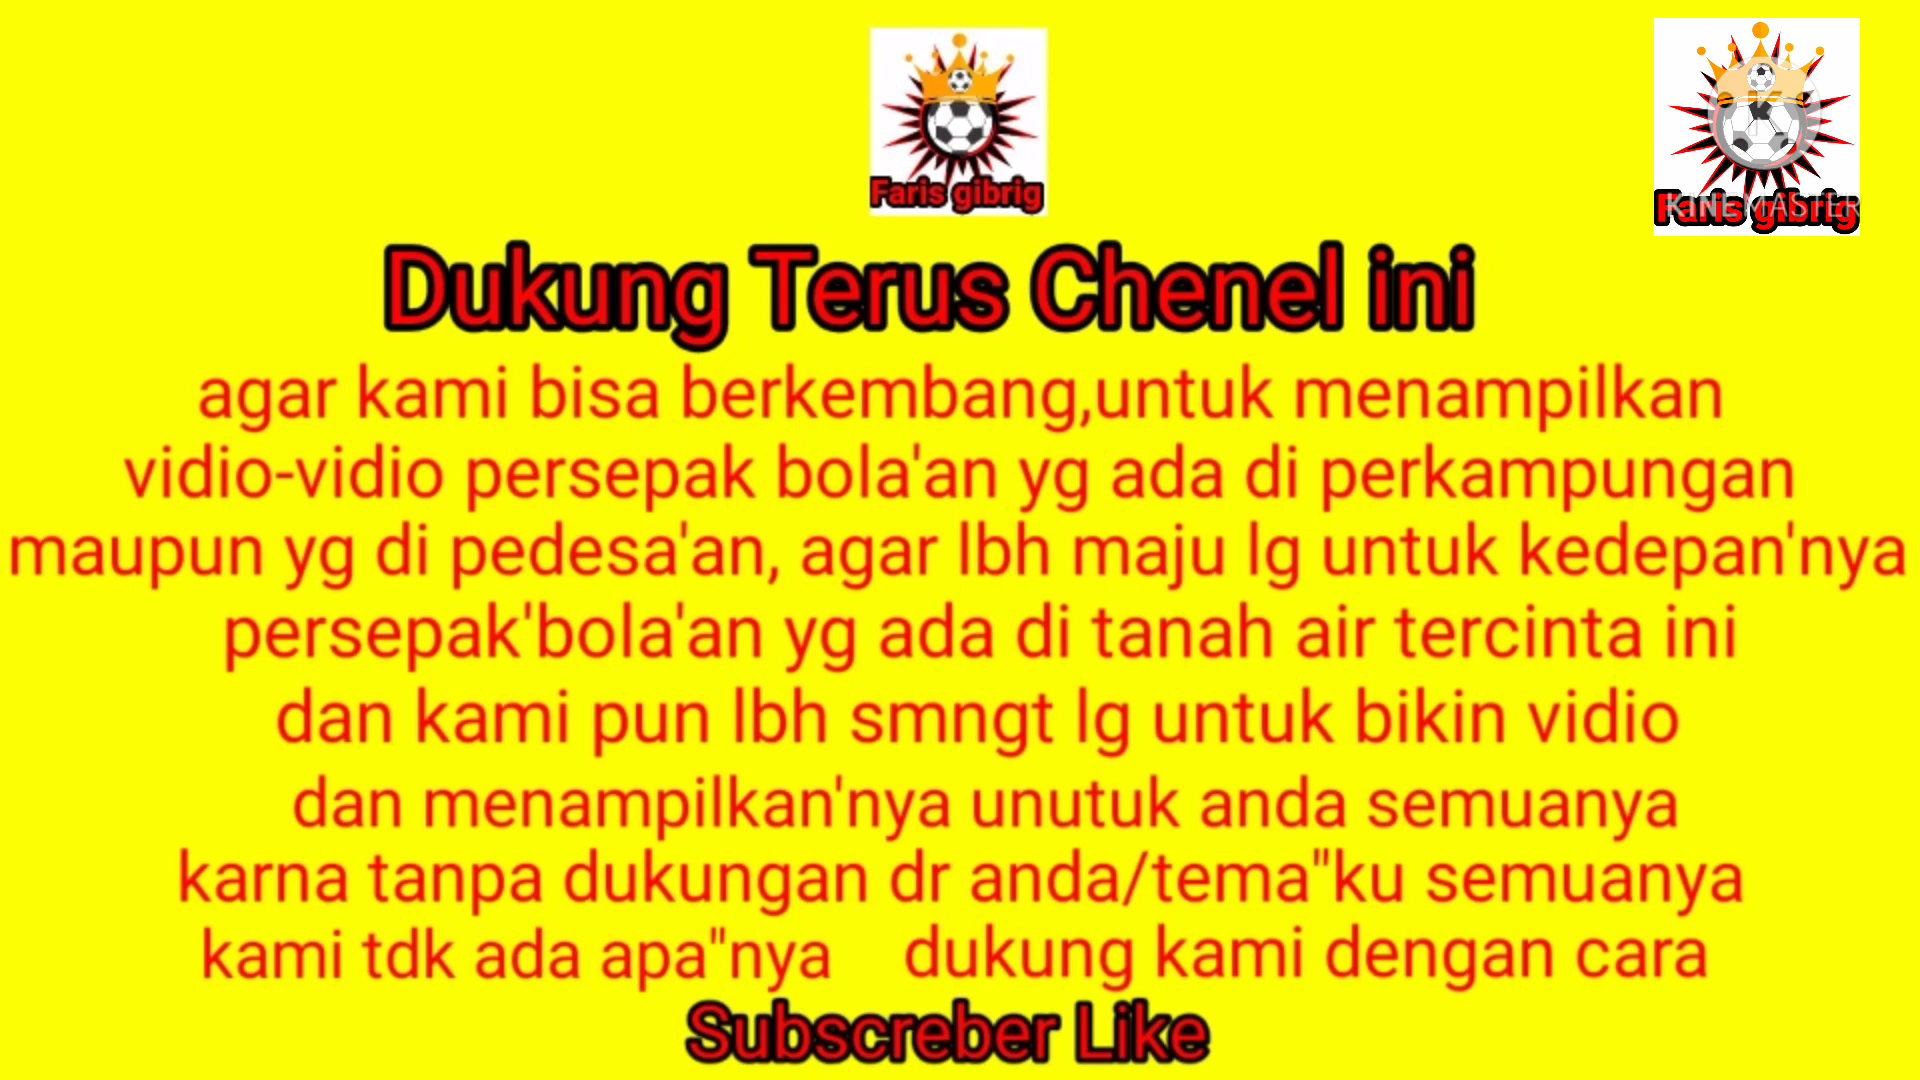 Faris gibrig
Faris gibrig
KINEMASTER
Dukung Terus Chenel ini
agar kami bisa berkembang,untuk menampilkan
vidio-vidio persepak bola'an yg ada di perkampungan
maupun yg di pedesa'an, agar lbh maju lg untuk kedepan'nya
persepak'bola'an yg ada di tanah air tercinta ini
dan kami pun lbh smngt lg untuk bikin vidio
dan menampilkan'nya unutuk anda semuanya
karna tanpa dukungan dr anda/tema"ku semuanya
kami tdk ada apa"nya dukung kami dengan cara
Subscreber Like